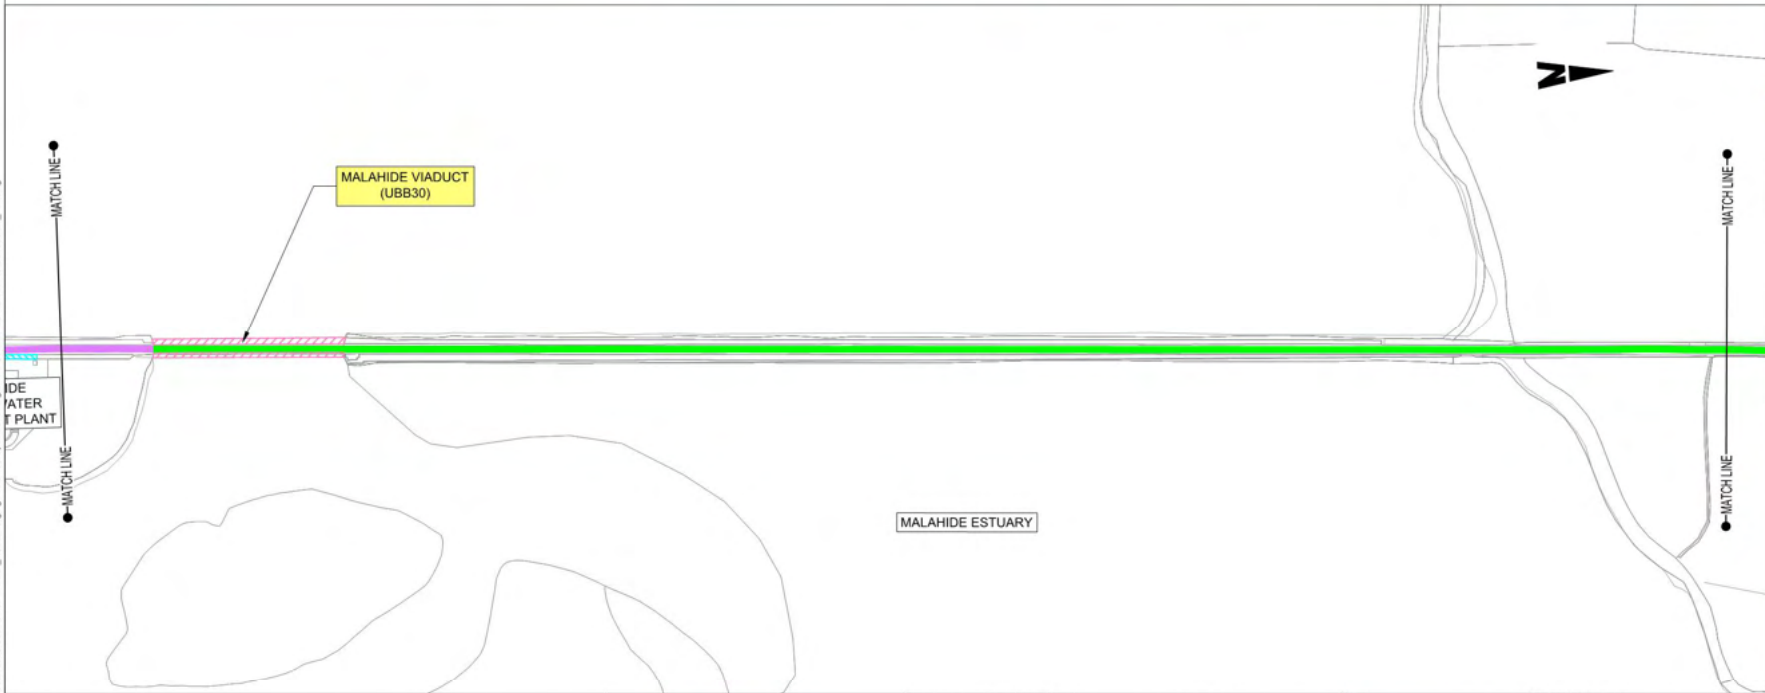 N
MATCH LINE
MATCH LINE
MALAHIDE VIADUCT
(UBB30)
IDE
VATER
T PLANT
MATCH LINE
MATCH LINE
MALAHIDE ESTUARY